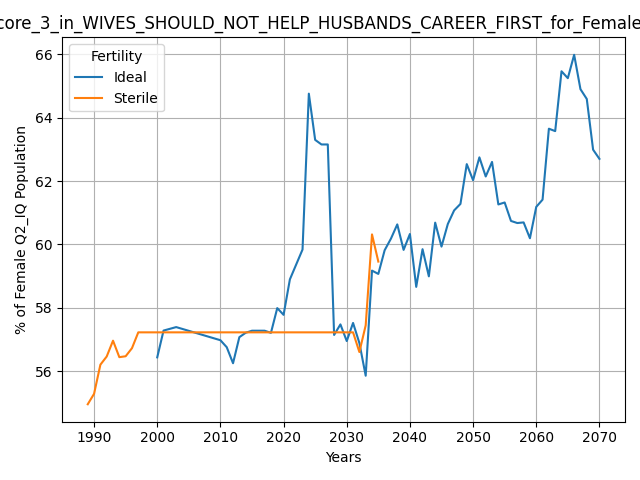 core_3_in_WIVES_SHOULD_NOT_HELP_HUSBANDS_CAREER_FIRST_for_Female
Fertility
Ideal
Sterile
% of Female Q2_IQ Population
66
64
62
60
58
56
1990
2000
2010
2020
2030
2040
2050
2060
2070
Years